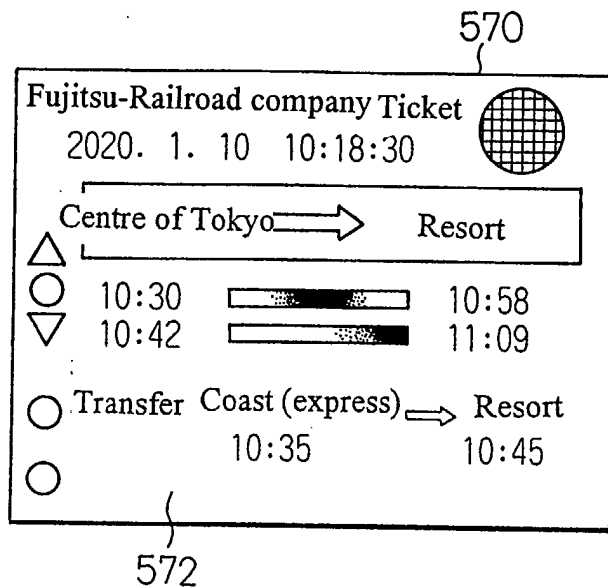 570
Fujitsu-Railroad company Ticket
2020. 1. 10 10:18:30
Centre of Tokyo Resort
10:30 10:58
10:42 11:09
Transfer Coast (express) Resort
10:35 10:45
572